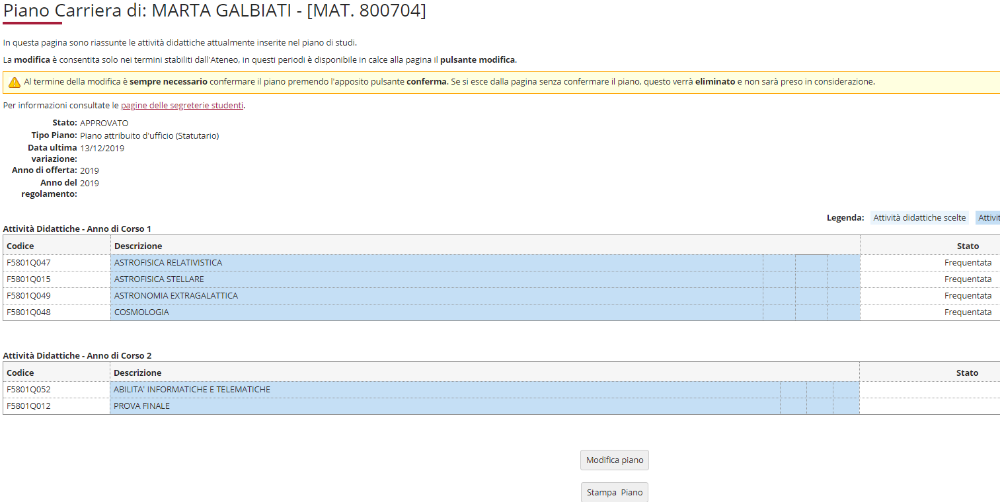 Piano Carriera di: MARTA GALBIATI - [MAT. 800704]
In questa pagina sono riassunte le attività didattiche attualmente inserite nel piano di studi.
La modifica è consentita solo nei termini stabiliti dall'Ateneo, in questi periodi è disponibile in calce alla pagina il pulsante modifica.
Al termine della modifica è sempre necessario confermare il piano premendo l'apposito pulsante conferma. Se si esce dalla pagina senza confermare il piano, questo verrà eliminato e non sarà preso in considerazione.
Per informazioni consultate le pagine delle segreterie studenti.
Stato: APPROVATO
Tipo Piano: Piano attribuito d'ufficio (Statutario)
Data ultima 13/12/2019
variazione:
Anno di offerta: 2019
Anno del 2019
regolamento:
Legenda: Attività didattiche scelte Attivit
Attività Didattiche - Anno di Corso 1
Codice Descrizione Stato
F5801Q047 ASTROFISICA RELATIVISTICA Frequentata
F5801Q015 ASTROFISICA STELLARE Frequentata
F5801Q049 ASTRONOMIA EXTRAGALATTICA Frequentata
F5801Q048 COSMOLOGIA Frequentata
Attività Didattiche - Anno di Corso 2
Codice Descrizione Stato
F5801Q052 ABILITA' INFORMATICHE E TELEMATICHE
F5801Q012 PROVA FINALE
Modifica piano
Stampa Piano